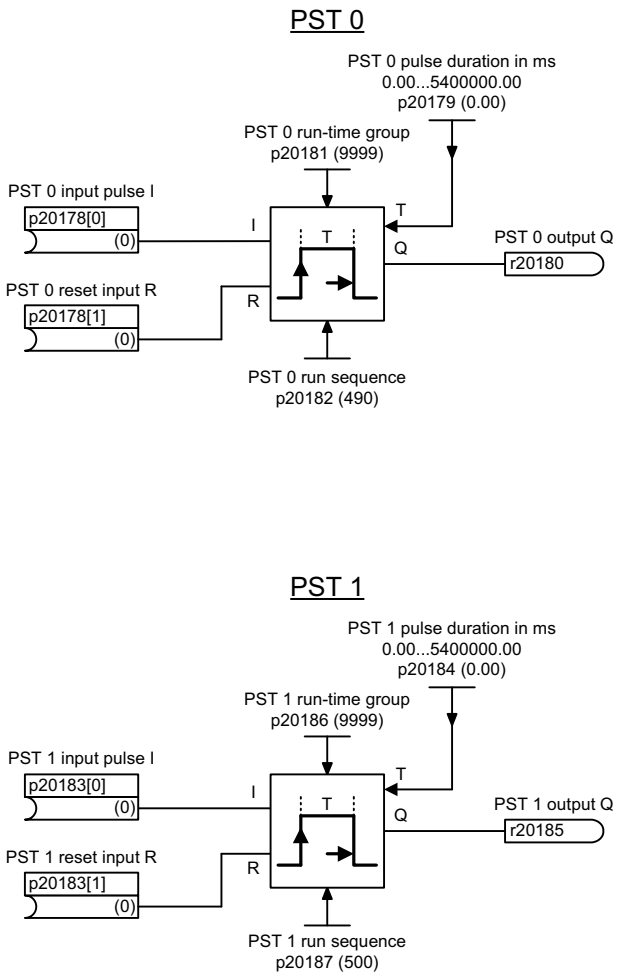 PST 0
PST 0 pulse duration in ms
0.00...5400000.00
p20179 (0.00)
PST 0 run-time group
p20181 (9999)
PST 0 input pulse I
p20178[0]
(0)
I
T
T
Q
PST 0 output Q
r20180
PST 0 reset input R
p20178[1]
(0)
R
PST 0 run sequence
p20182 (490)
PST 1
PST 1 pulse duration in ms
0.00...5400000.00
p20184 (0.00)
PST 1 run-time group
p20186 (9999)
PST 1 input pulse I
p20183[0]
(0)
I
T
T
Q
PST 1 output Q
r20185
PST 1 reset input R
p20183[1]
(0)
R
PST 1 run sequence
p20187 (500)